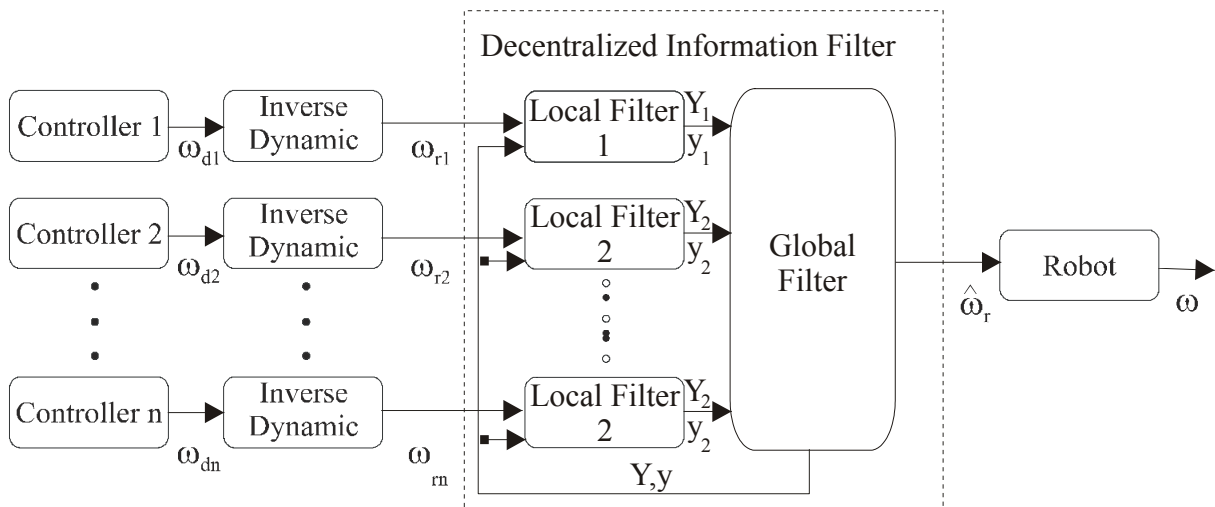 Decentralized Information Filter
Controller 1
ω_d1
Inverse
Dynamic
ω_r1
Local Filter
1
Y_1
y_1
Controller 2
ω_d2
Inverse
Dynamic
ω_r2
Local Filter
2
Y_2
y_2
Global
Filter
ω̂_r
Robot
ω
Controller n
ω_dn
Inverse
Dynamic
ω_rn
Local Filter
2
Y_2
y_2
Y,y